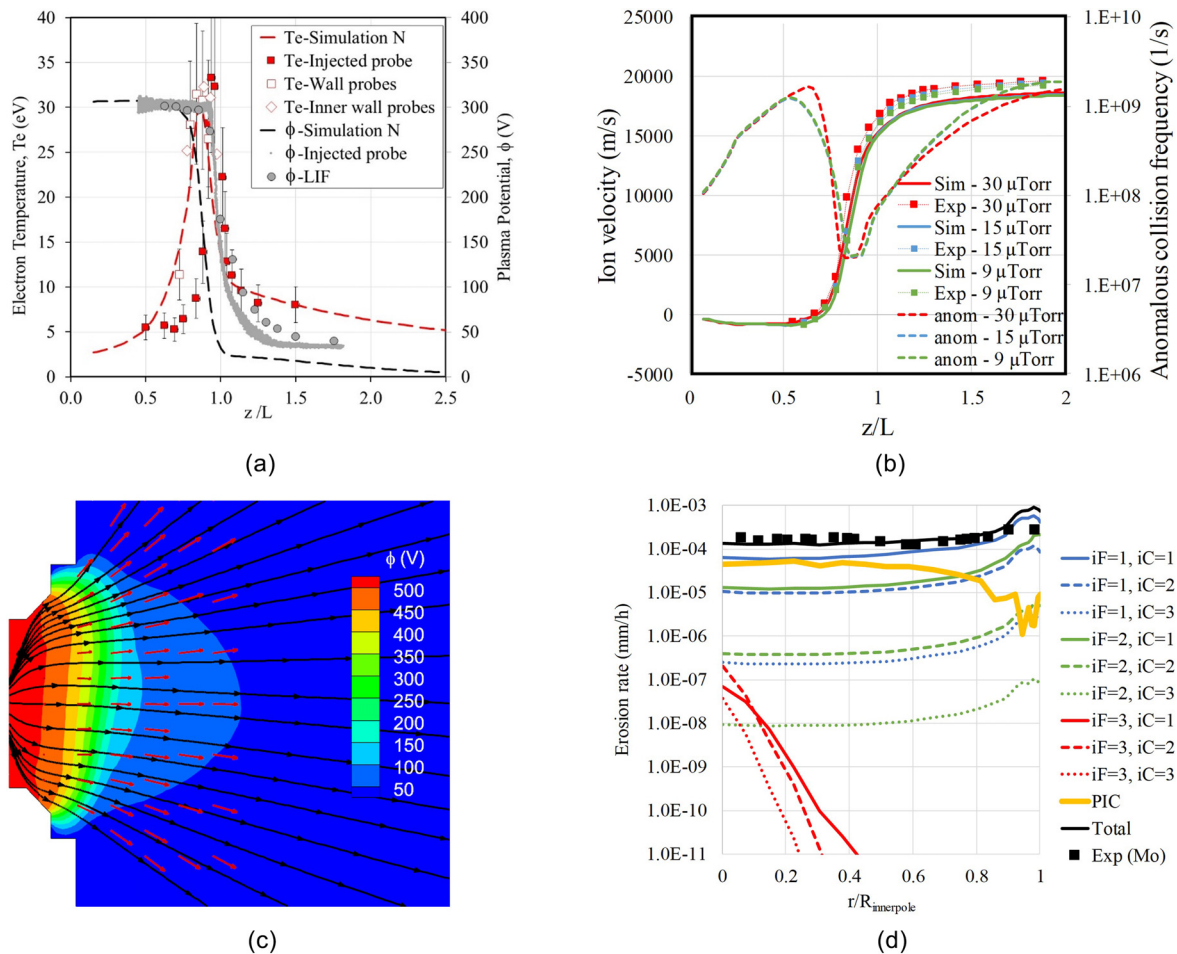 Electron Temperature, Te (eV)
40
35
30
25
20
15
10
5
0
0.0
0.5
1.0
1.5
2.0
2.5
z /L
400
350
300
250
200
150
100
50
0
Plasma Potential, ϕ (V)
Te-Simulation N
Te-Injected probe
Te-Wall probes
Te-Inner wall probes
ϕ-Simulation N
ϕ-Injected probe
ϕ-LIF
(a)
Ion velocity (m/s)
25000
20000
15000
10000
5000
0
-5000
0
0.5
1
1.5
2
z/L
1.E+10
1.E+09
1.E+08
1.E+07
1.E+06
Anomalous collision frequency (1/s)
Sim - 30 μTorr
Exp - 30 μTorr
Sim - 15 μTorr
Exp - 15 μTorr
Sim - 9 μTorr
Exp - 9 μTorr
anom - 30 μTorr
anom - 15 μTorr
anom - 9 μTorr
(b)
ϕ (V)
500
450
400
350
300
250
200
150
100
50
(c)
Erosion rate (mm/h)
1.0E-03
1.0E-04
1.0E-05
1.0E-06
1.0E-07
1.0E-08
1.0E-09
1.0E-10
1.0E-11
0
0.2
0.4
0.6
0.8
1
r/Rinnerpole
iF=1, iC=1
iF=1, iC=2
iF=1, iC=3
iF=2, iC=1
iF=2, iC=2
iF=2, iC=3
iF=3, iC=1
iF=3, iC=2
iF=3, iC=3
PIC
Total
Exp (Mo)
(d)